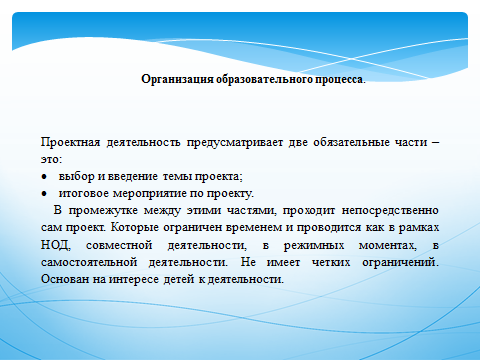 Организация образовательного процесса.
Проектная деятельность предусматривает две обязательные части –
это:
• выбор и введение темы проекта;
• итоговое мероприятие по проекту.
В промежутке между этими частями, проходит непосредственно
сам проект. Которые ограничен временем и проводится как в рамках
НОД, совместной деятельности, в режимных моментах, в
самостоятельной деятельности. Не имеет четких ограничений.
Основан на интересе детей к деятельности.